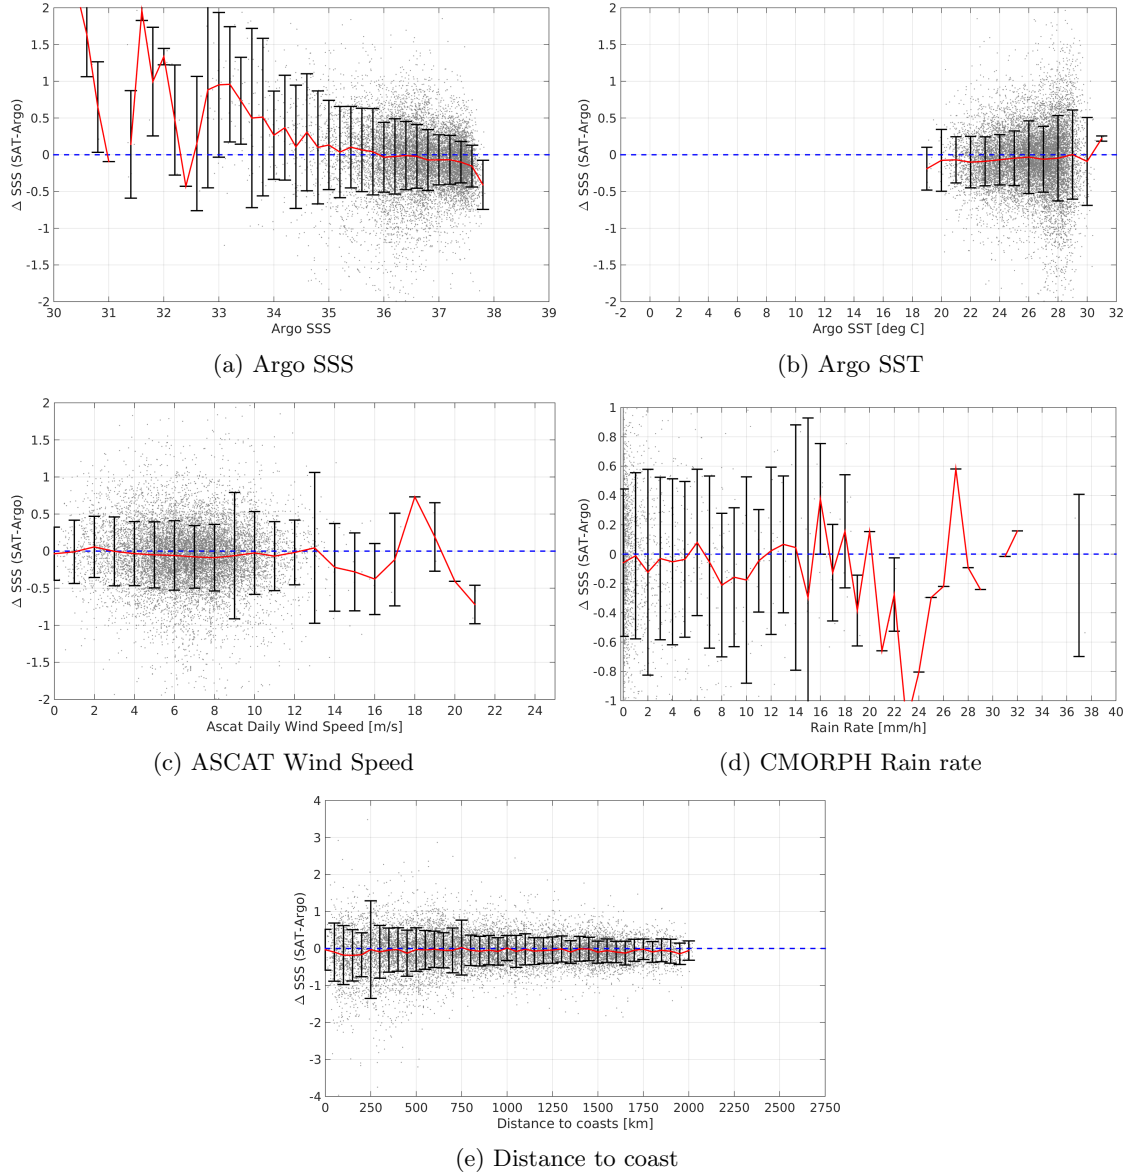 2
1.5
1
0.5
0
-0.5
-1
-1.5
-2
Δ SSS (SAT-Argo)
30 31 32 33 34 35 36 37 38 39
Argo SSS
(a) Argo SSS
2
1.5
1
0.5
0
-0.5
-1
-1.5
-2
Δ SSS (SAT-Argo)
-2 0 2 4 6 8 10 12 14 16 18 20 22 24 26 28 30 32
Argo SST [deg C]
(b) Argo SST
2
1.5
1
0.5
0
-0.5
-1
-1.5
-2
Δ SSS (SAT-Argo)
0 2 4 6 8 10 12 14 16 18 20 22 24
Ascat Daily Wind Speed [m/s]
(c) ASCAT Wind Speed
1
0.8
0.6
0.4
0.2
0
-0.2
-0.4
-0.6
-0.8
-1
Δ SSS (SAT-Argo)
0 2 4 6 8 10 12 14 16 18 20 22 24 26 28 30 32 34 36 38 40
Rain Rate [mm/h]
(d) CMORPH Rain rate
4
3
2
1
0
-1
-2
-3
-4
Δ SSS (SAT-Argo)
0 250 500 750 1000 1250 1500 1750 2000 2250 2500 2750
Distance to coasts [km]
(e) Distance to coast